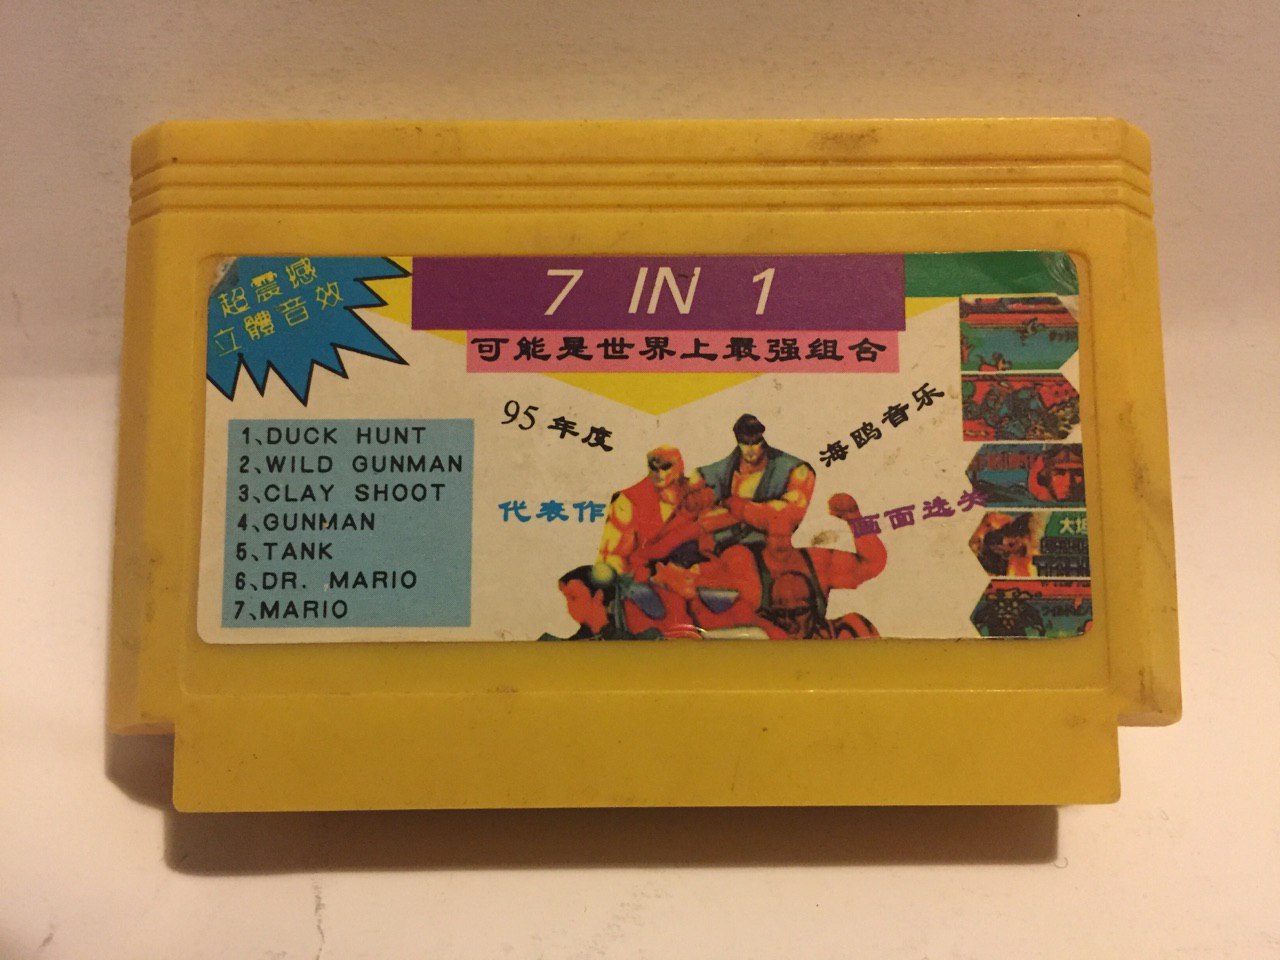 超震撼
立體音效
7 IN 1
可能是世界上最强组合
95 年度
海鸥音乐
代表作
画面选关
1、DUCK HUNT
2、WILD GUNMAN
3、CLAY SHOOT
4、GUNMAN
5、TANK
6、DR. MARIO
7、MARIO